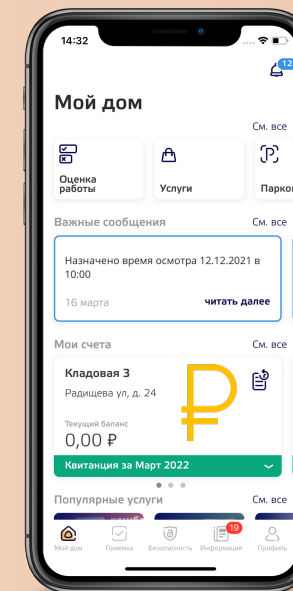 14:32
12
Мой дом
См. все
Оценка
работы
Услуги
Парко
Важные сообщения
См. все
Назначено время осмотра 12.12.2021 в
10:00
16 марта
читать далее
Мои счета
См. все
Кладовая 3
Радищева ул, д. 24
Текущий баланс
0,00 ₽
₽
Квитанция за Март 2022
Популярные услуги
См. все
19
Мой дом
Приемка
Безопасность
Информация
Профиль